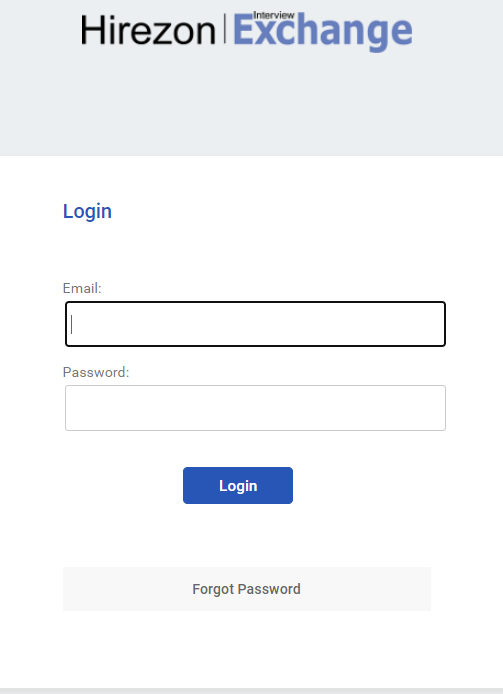 Hirezon | Interview Exchange
Login
Email:
Password:
Login
Forgot Password